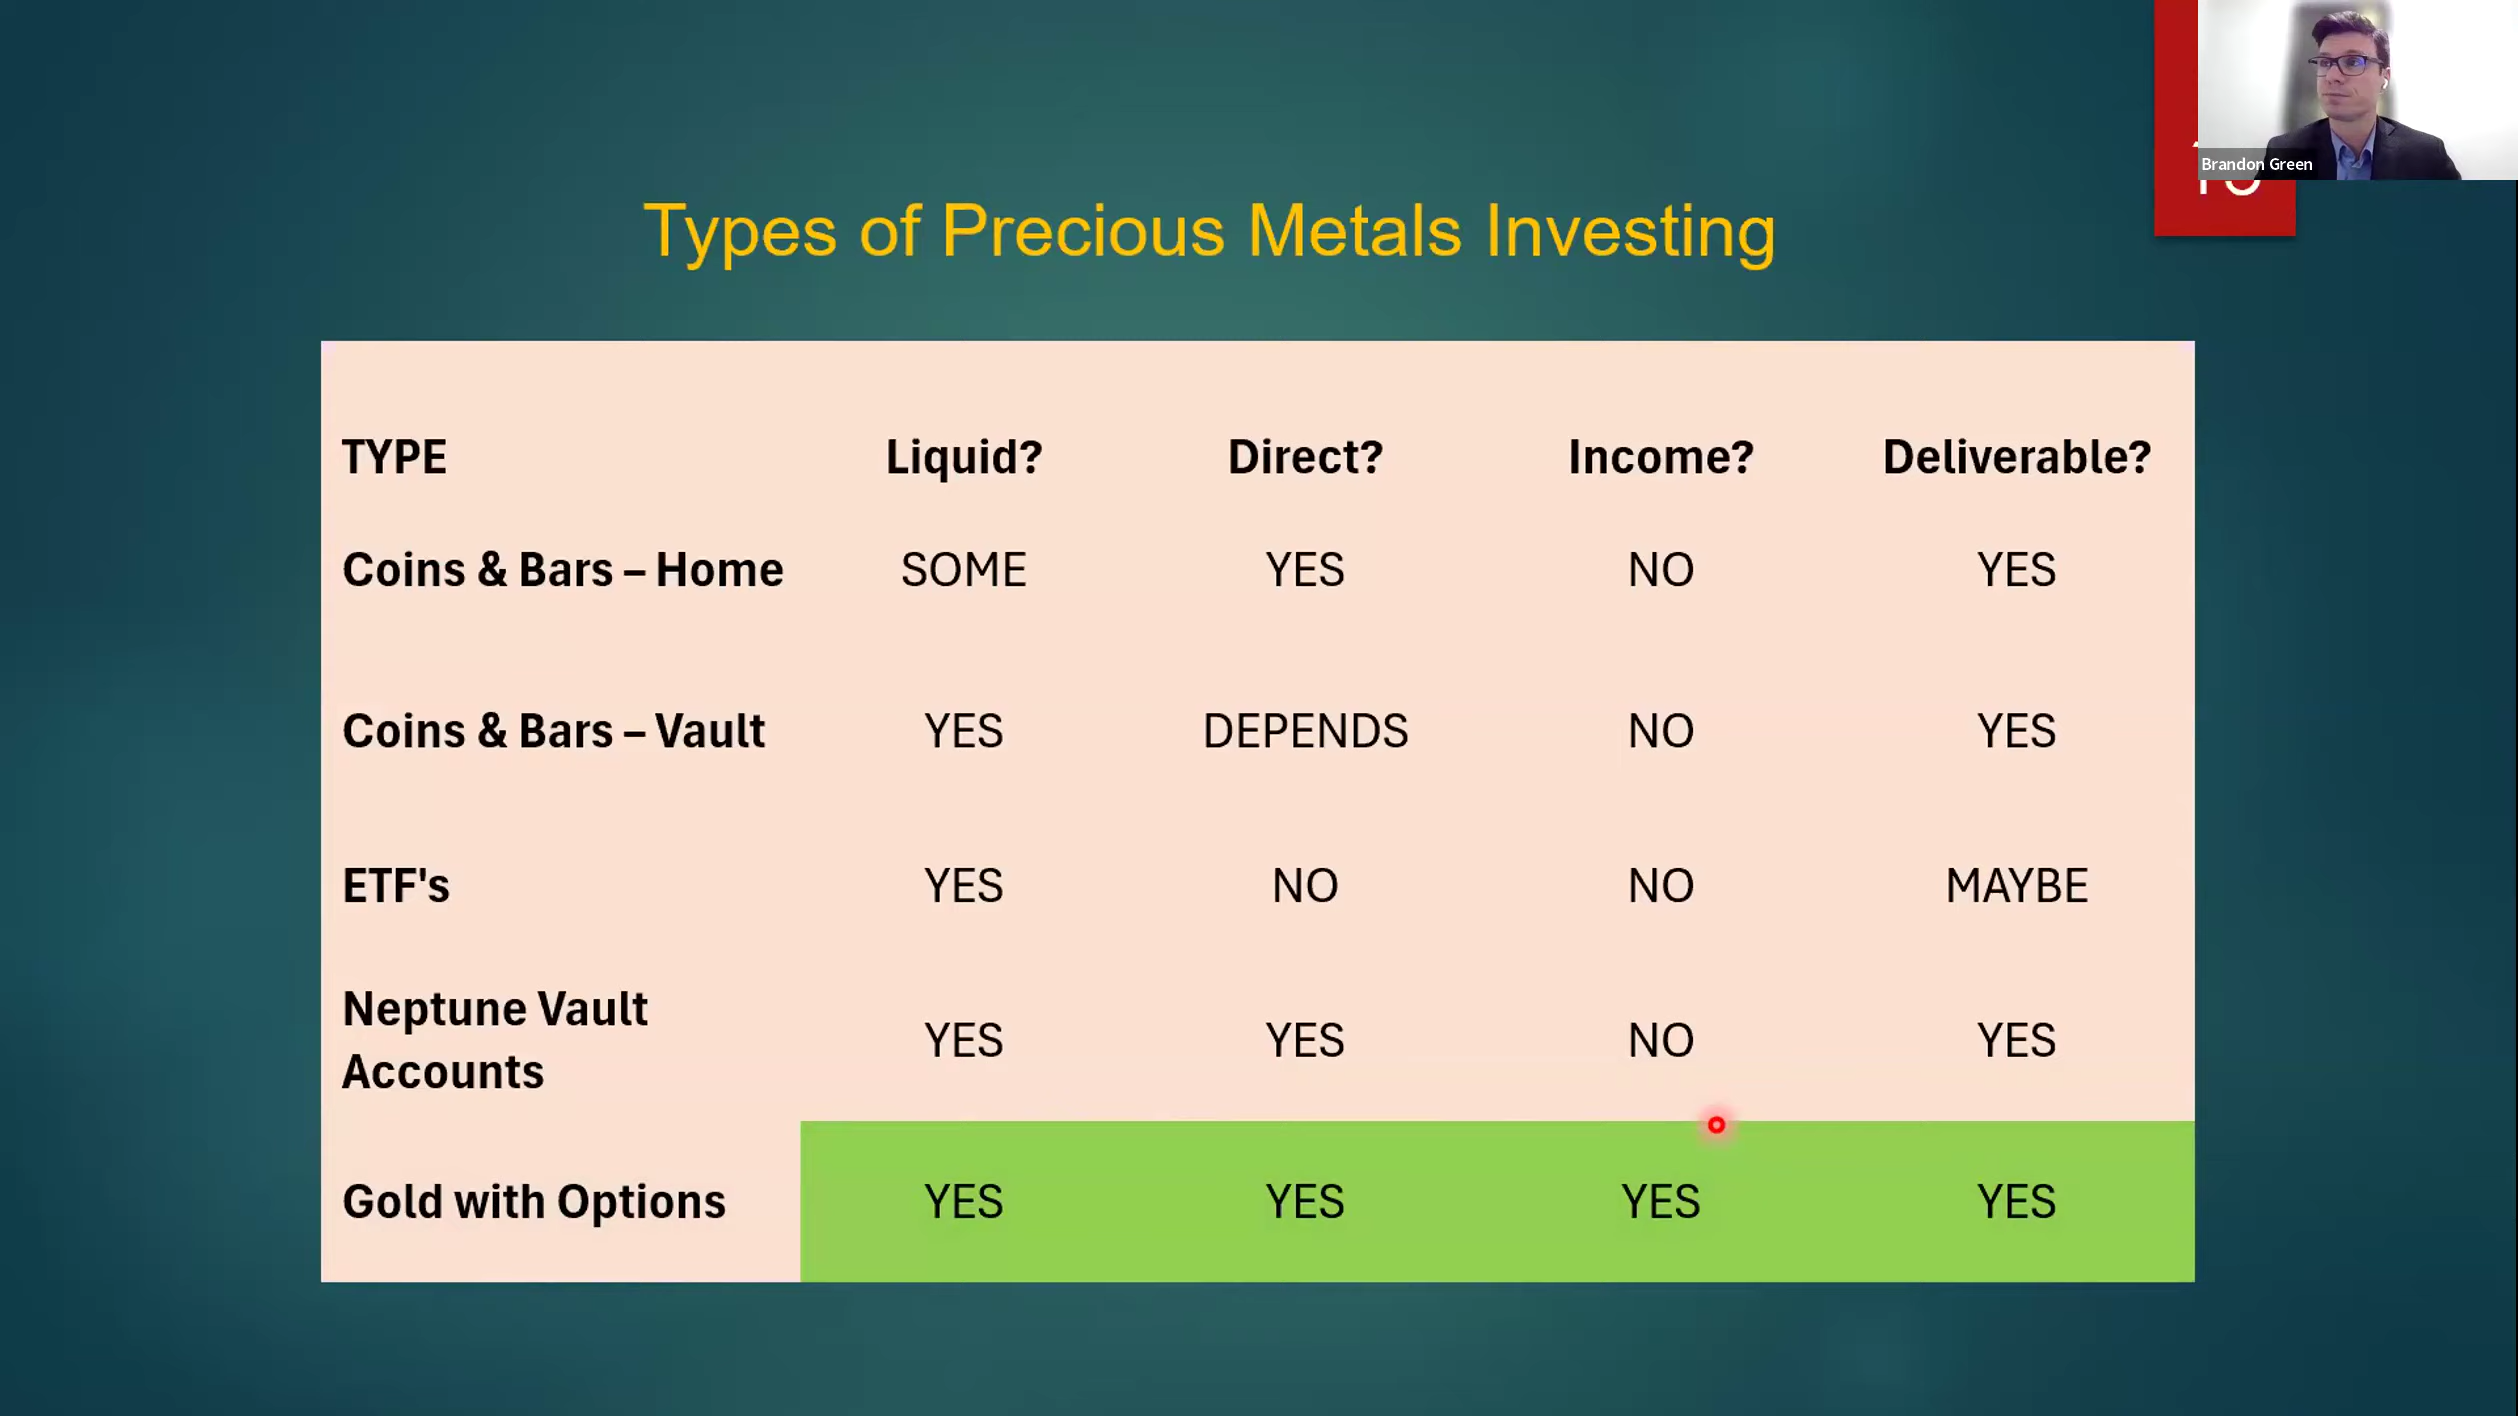 Brandon Green
Types of Precious Metals Investing
TYPE Liquid? Direct? Income? Deliverable?
Coins & Bars – Home SOME YES NO YES
Coins & Bars – Vault YES DEPENDS NO YES
ETF's YES NO NO MAYBE
Neptune Vault
Accounts YES YES NO YES
Gold with Options YES YES YES YES